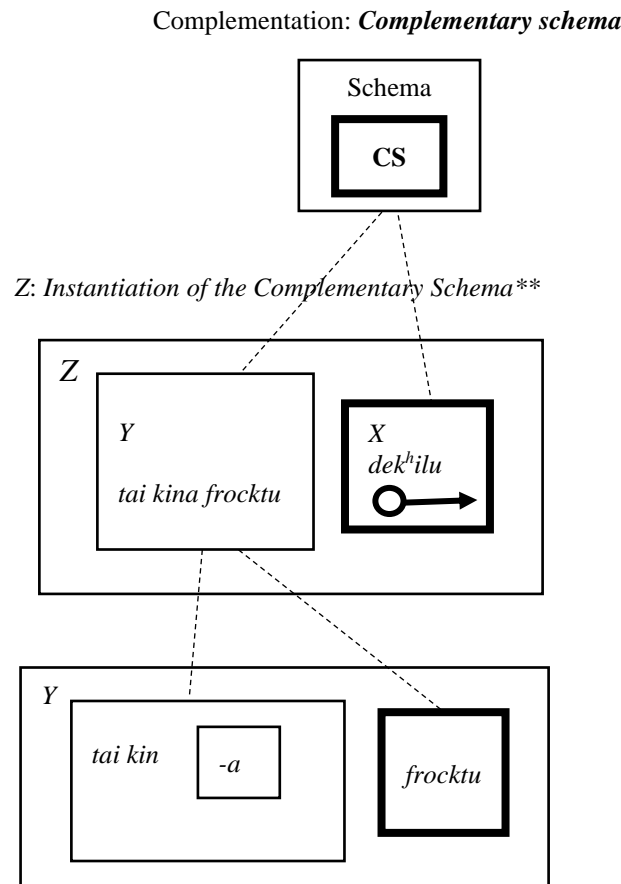 Complementation: Complementary schema
Schema
CS
Z: Instantiation of the Complementary Schema**
Z
Y
tai kina frocktu
X
dekʰilu
Y
tai kin
-a
frocktu